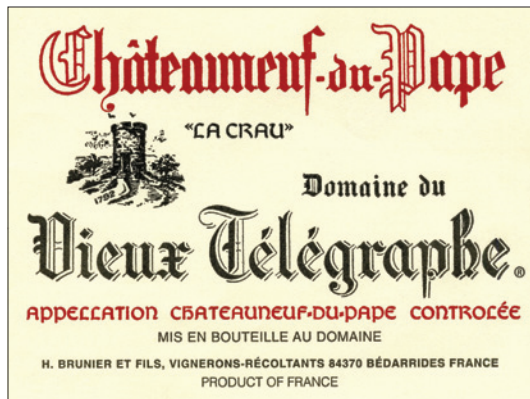 Châteauneuf-du-Pape
«LA CRAU»
1792
Domaine du
Vieux Télégraphe®
APPELLATION CHATEAUNEUF-DU-PAPE CONTROLÉE
MIS EN BOUTEILLE AU DOMAINE
H. BRUNIER ET FILS, VIGNERONS-RÉCOLTANTS 84370 BÉDARRIDES FRANCE
PRODUCT OF FRANCE